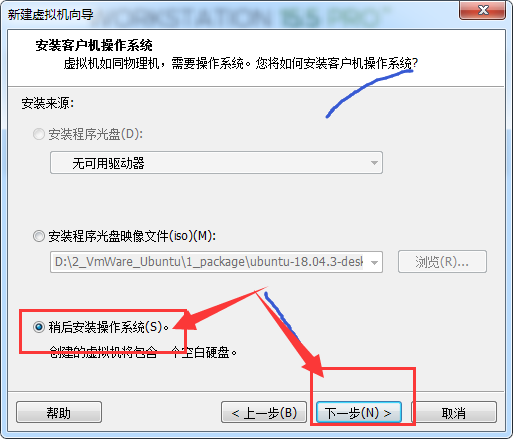 新建虚拟机向导
WORKSTATION 15.5 PRO™
安装客户机操作系统
虚拟机如同物理机，需要操作系统。您将如何安装客户机操作系统?
安装来源:
安装程序光盘(D):
无可用驱动器
安装程序光盘映像文件(iso)(M):
D:\2_VmWare_Ubuntu\1_package\ubuntu-18.04.3-desk
浏览(R)...
稍后安装操作系统(S)。
创建的虚拟机将包含一个空白硬盘。
帮助
< 上一步(B)
下一步(N) >
取消